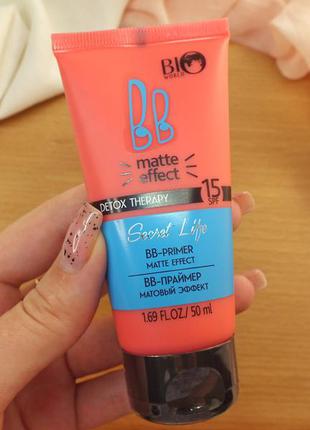 BIO
WORLD
BB
matte
effect
DETOX THERAPY
15
SPF
Secret Life
BB-PRIMER
MATTE EFFECT
BB-ПРАЙМЕР
МАТОВЫЙ ЭФФЕКТ
1.69 FL.OZ/50 ml